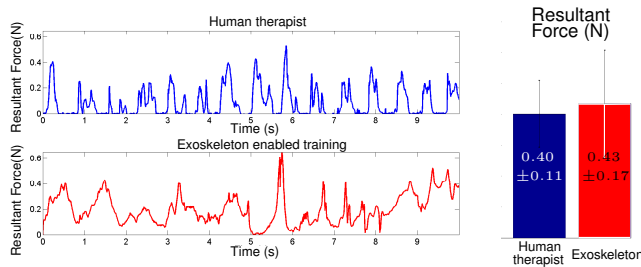 Human therapist
Resultant Force(N)
0.6
0.4
0.2
0
0 1 2 3 4 5 6 7 8 9
Time (s)
Exoskeleton enabled training
Resultant Force(N)
0.6
0.4
0.2
0
0 1 2 3 4 5 6 7 8 9
Time (s)
Resultant
Force (N)
0.40
±0.11
0.43
±0.17
Human
therapist
Exoskeleton